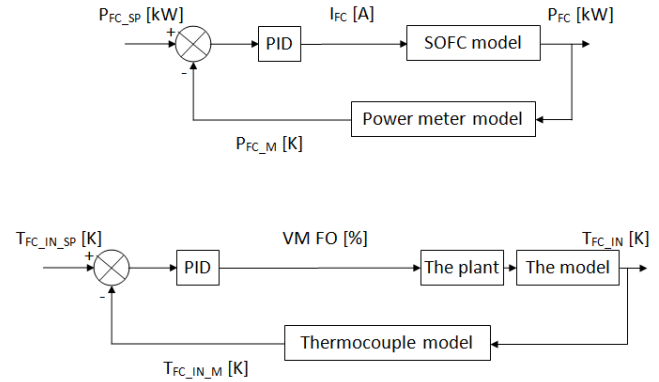 P_FC_SP [kW] I_FC [A] P_FC [kW]
+ PID SOFC model
-
Power meter model
P_FC_M [K]
T_FC_IN_SP [K] VM FO [%] T_FC_IN [K]
+ PID The plant The model
-
Thermocouple model
T_FC_IN_M [K]